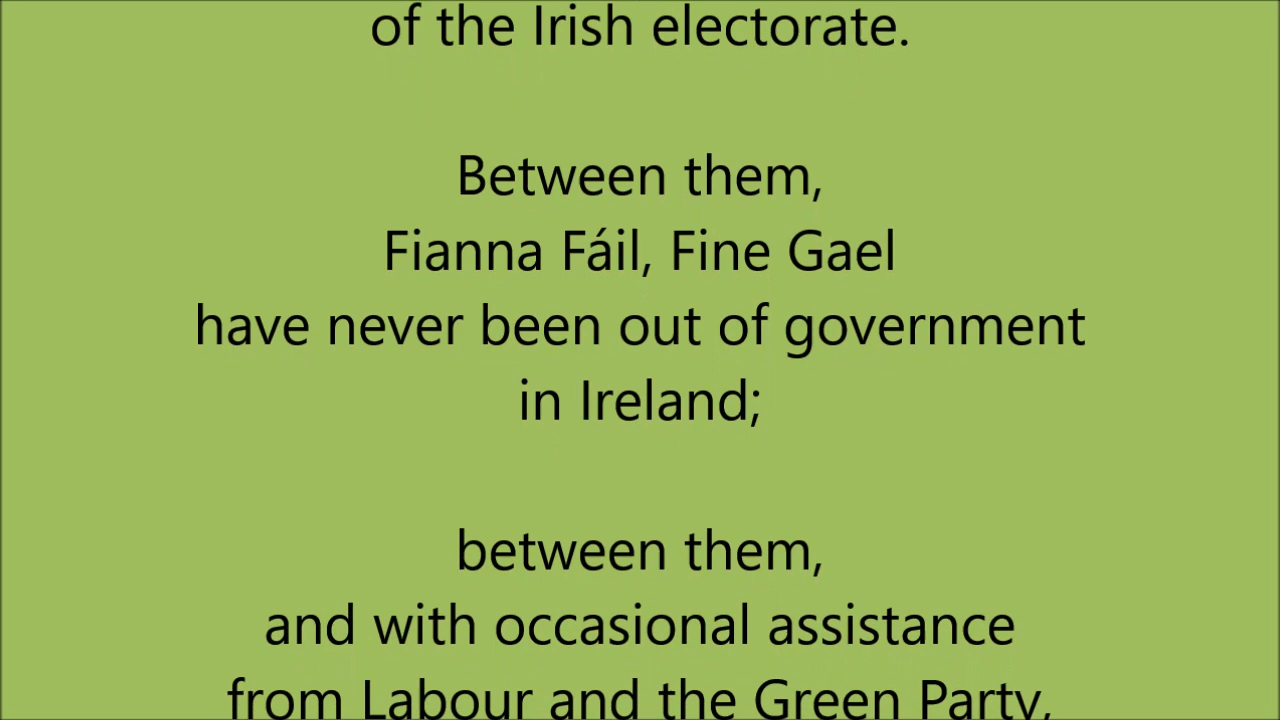 of the Irish electorate.
Between them,
Fianna Fáil, Fine Gael
have never been out of government
in Ireland;
between them,
and with occasional assistance
from Labour and the Green Party,